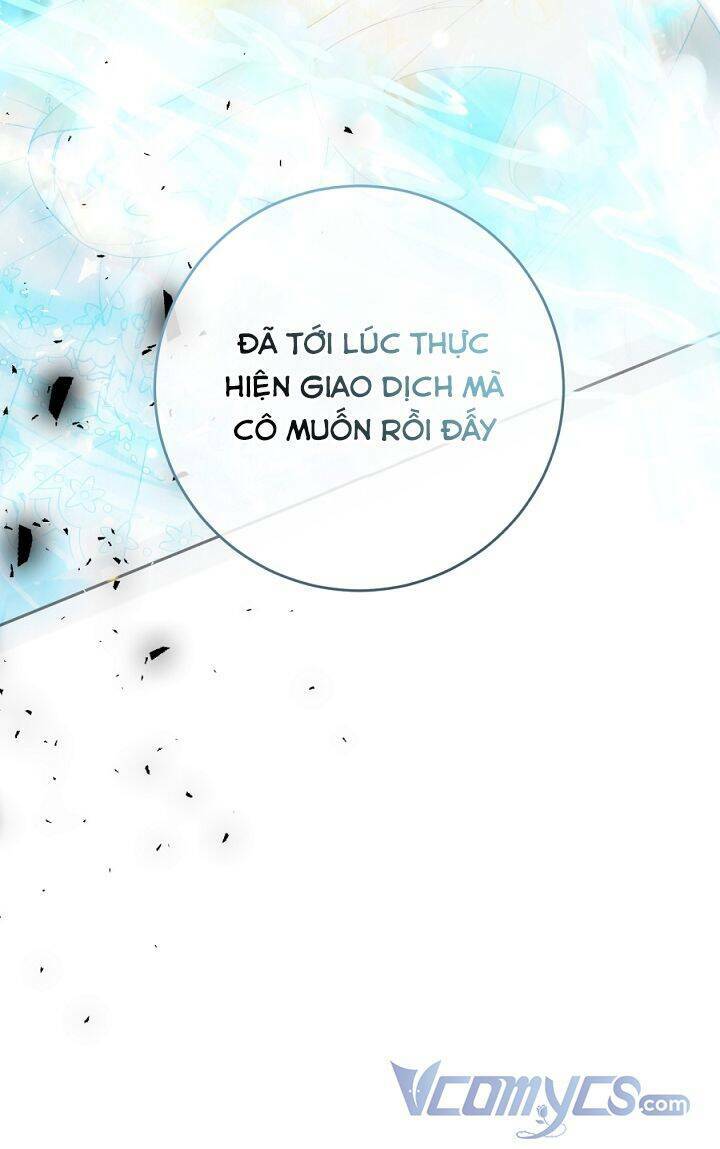 ĐÃ TỚI LÚC THỰC
HIỆN GIAO DỊCH MÀ
CÔ MUỐN RỒI ĐẤY
VCOMYCS.com